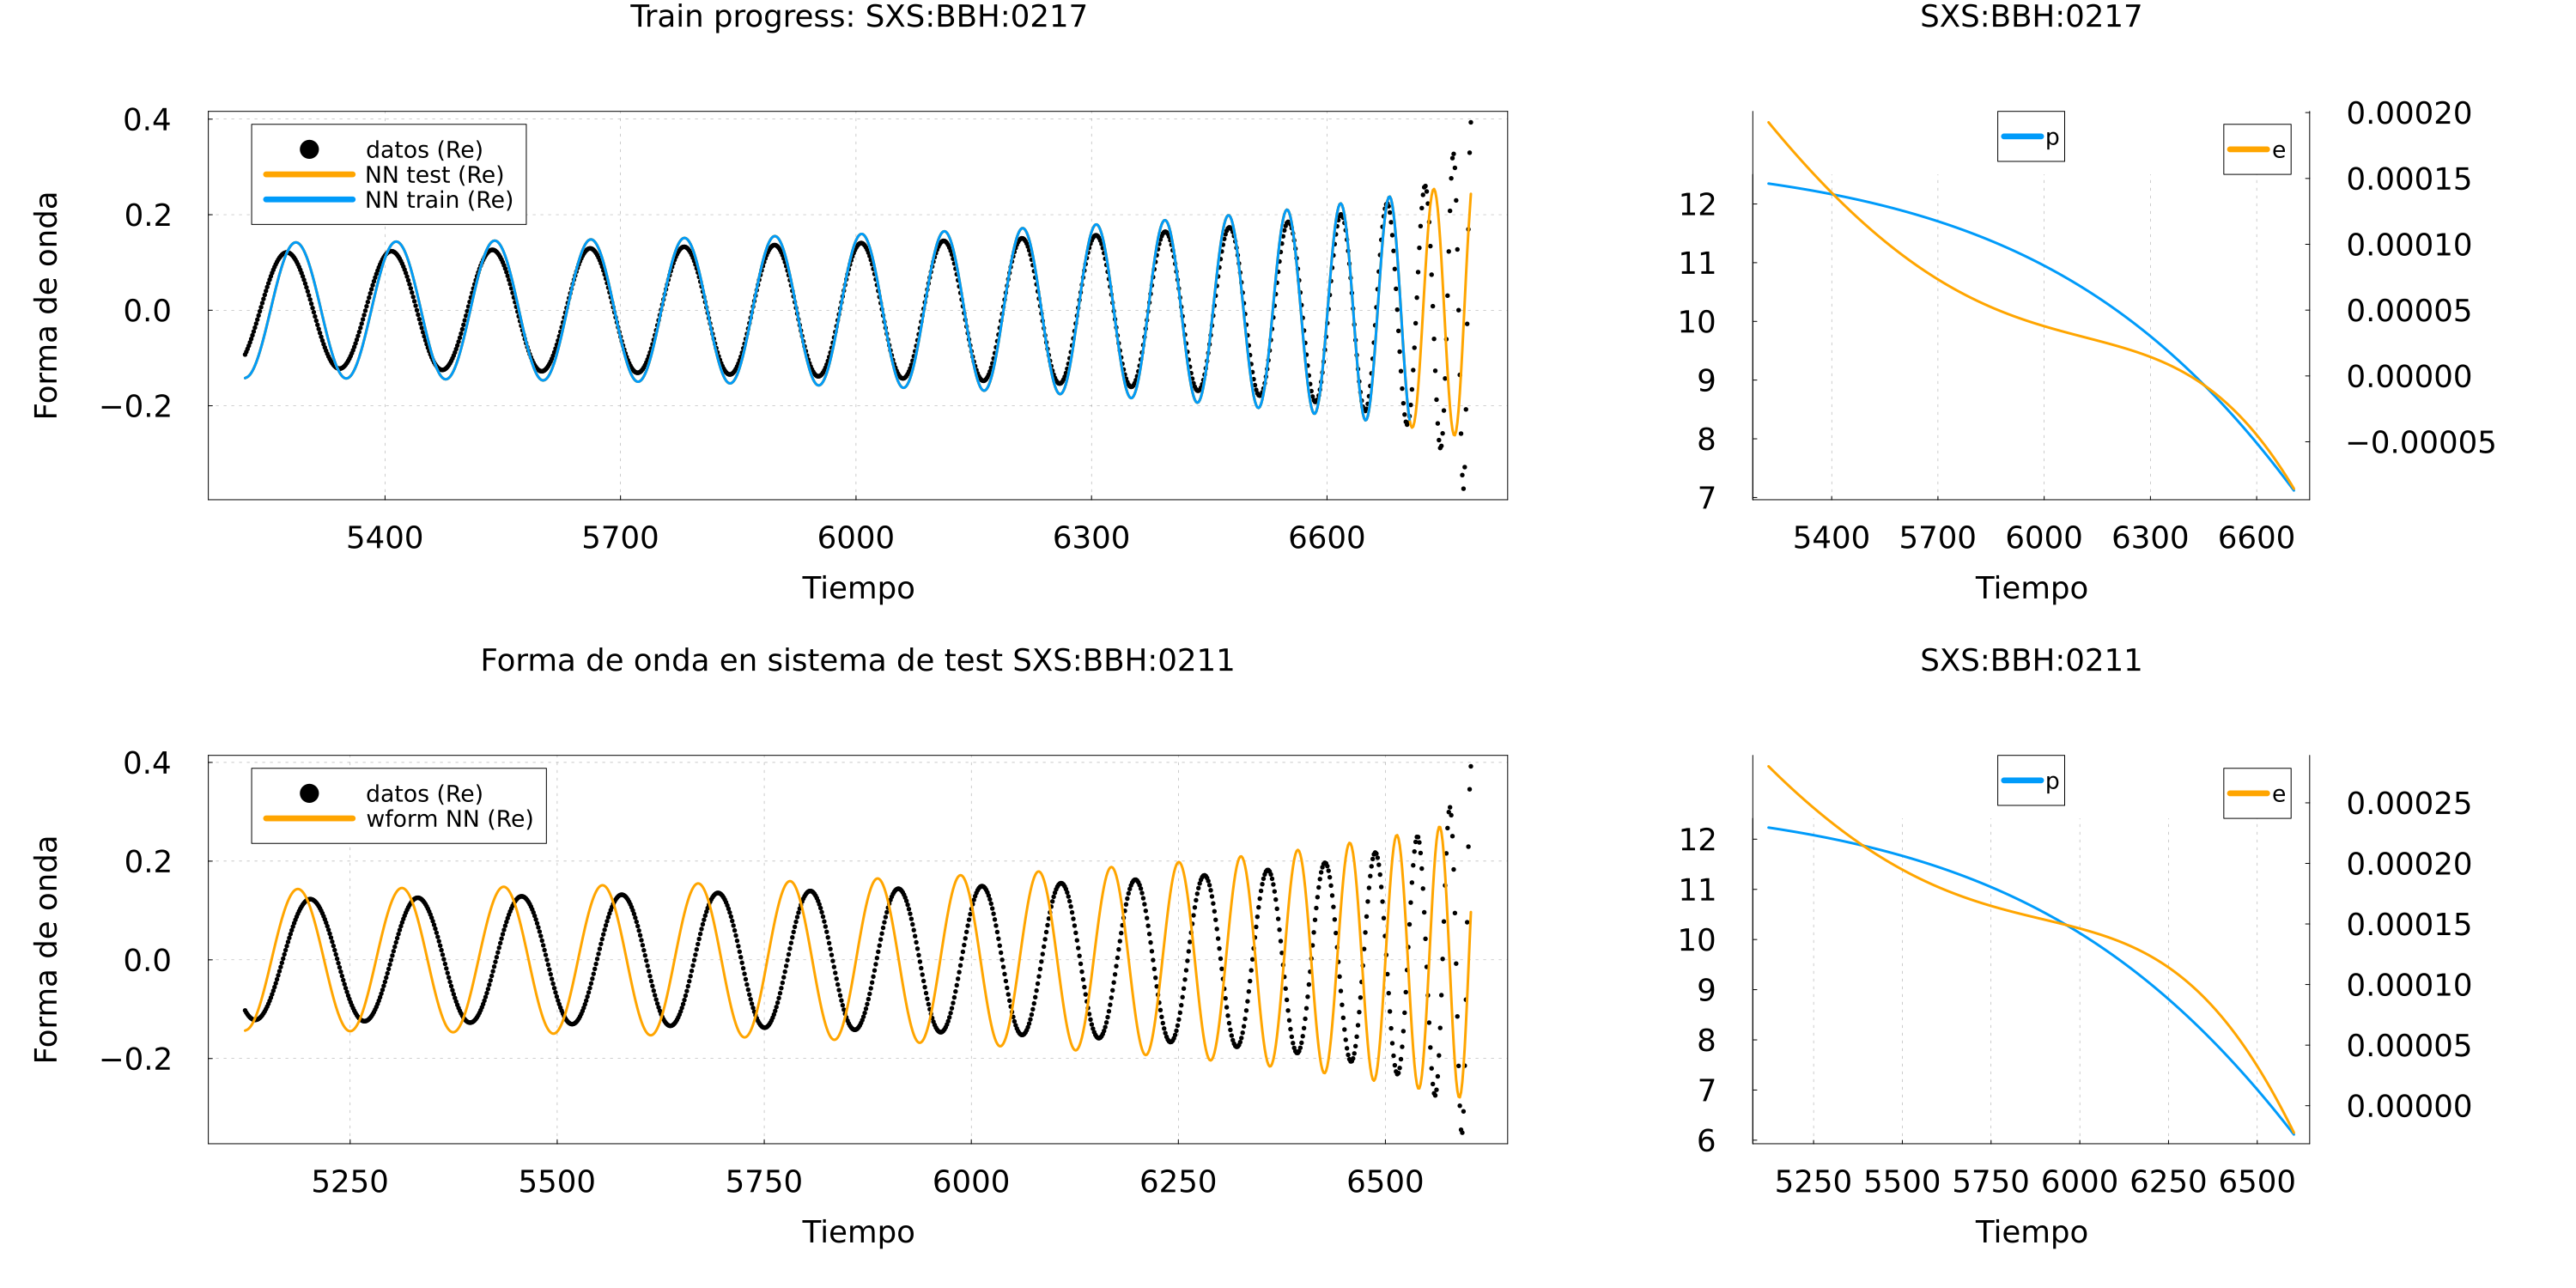 Train progress: SXS:BBH:0217
SXS:BBH:0217
0.4
0.2
0.0
−0.2
Forma de onda
datos (Re)
NN test (Re)
NN train (Re)
5400 5700 6000 6300 6600
Tiempo
12
11
10
9
8
7
p
e
0.00020
0.00015
0.00010
0.00005
0.00000
−0.00005
5400 5700 6000 6300 6600
Tiempo
Forma de onda en sistema de test SXS:BBH:0211
SXS:BBH:0211
0.4
0.2
0.0
−0.2
Forma de onda
datos (Re)
wform NN (Re)
5250 5500 5750 6000 6250 6500
Tiempo
12
11
10
9
8
7
6
p
e
0.00025
0.00020
0.00015
0.00010
0.00005
0.00000
5250 5500 5750 6000 6250 6500
Tiempo